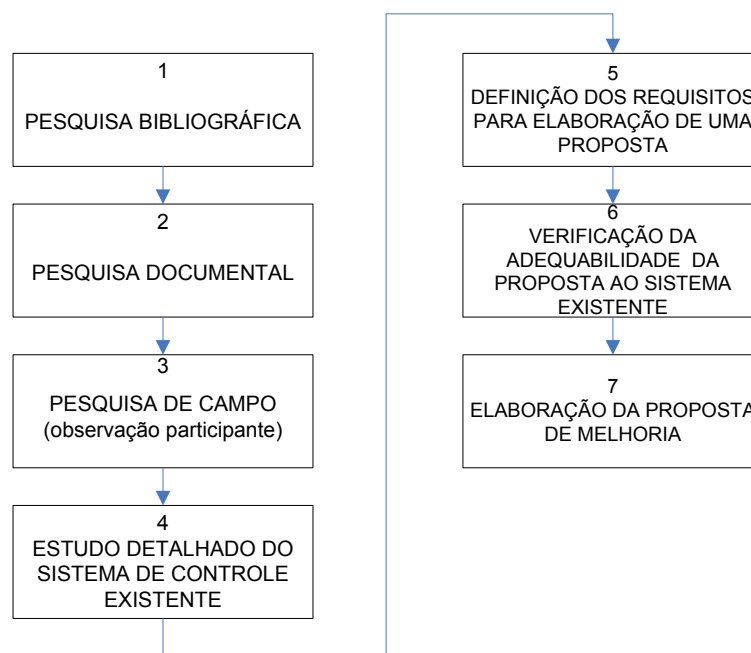 1
PESQUISA BIBLIOGRÁFICA
2
PESQUISA DOCUMENTAL
3
PESQUISA DE CAMPO
(observação participante)
4
ESTUDO DETALHADO DO
SISTEMA DE CONTROLE
EXISTENTE
5
DEFINIÇÃO DOS REQUISITOS
PARA ELABORAÇÃO DE UMA
PROPOSTA
6
VERIFICAÇÃO DA
ADEQUABILIDADE DA
PROPOSTA AO SISTEMA
EXISTENTE
7
ELABORAÇÃO DA PROPOSTA
DE MELHORIA